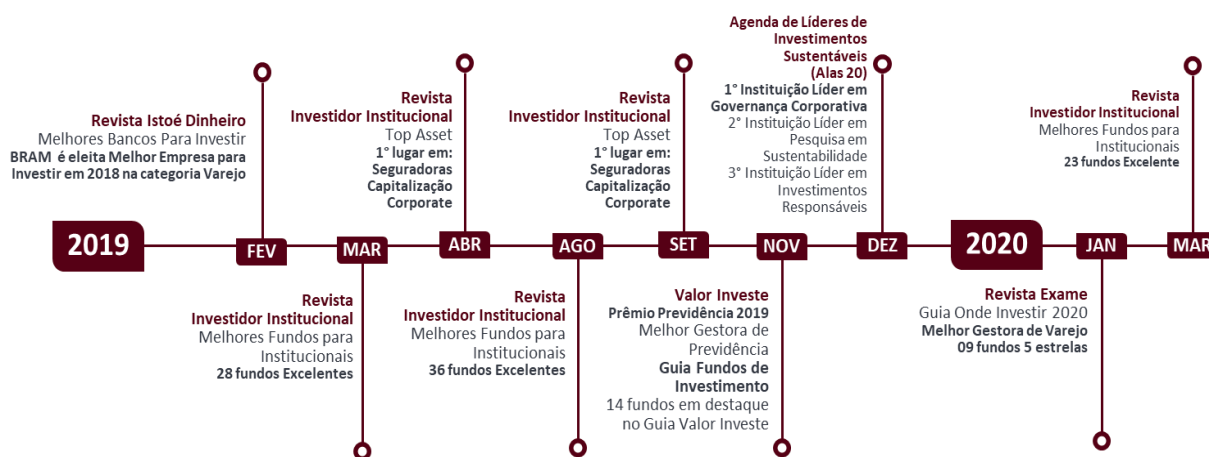 Revista Istoé Dinheiro
Melhores Bancos Para Investir
BRAM é eleita Melhor Empresa para
Investir em 2018 na categoria Varejo
Revista
Investidor Institucional
Top Asset
1° lugar em:
Seguradoras
Capitalização
Corporate
Revista
Investidor Institucional
Top Asset
1° lugar em:
Seguradoras
Capitalização
Corporate
Agenda de Líderes de
Investimentos
Sustentáveis
(Alas 20)
1° Instituição Líder em
Governança Corporativa
2° Instituição Líder em
Pesquisa em
Sustentabilidade
3° Instituição Líder em
Investimentos
Responsáveis
Revista
Investidor Institucional
Melhores Fundos para
Institucionais
23 fundos Excelente
2019
FEV
MAR
ABR
AGO
SET
NOV
DEZ
2020
JAN
MAR
Revista
Investidor Institucional
Melhores Fundos para
Institucionais
28 fundos Excelentes
Revista
Investidor Institucional
Melhores Fundos para
Institucionais
36 fundos Excelentes
Valor Investe
Prêmio Previdência 2019
Melhor Gestora de
Previdência
Guia Fundos de
Investimento
14 fundos em destaque
no Guia Valor Investe
Revista Exame
Guia Onde Investir 2020
Melhor Gestora de Varejo
09 fundos 5 estrelas